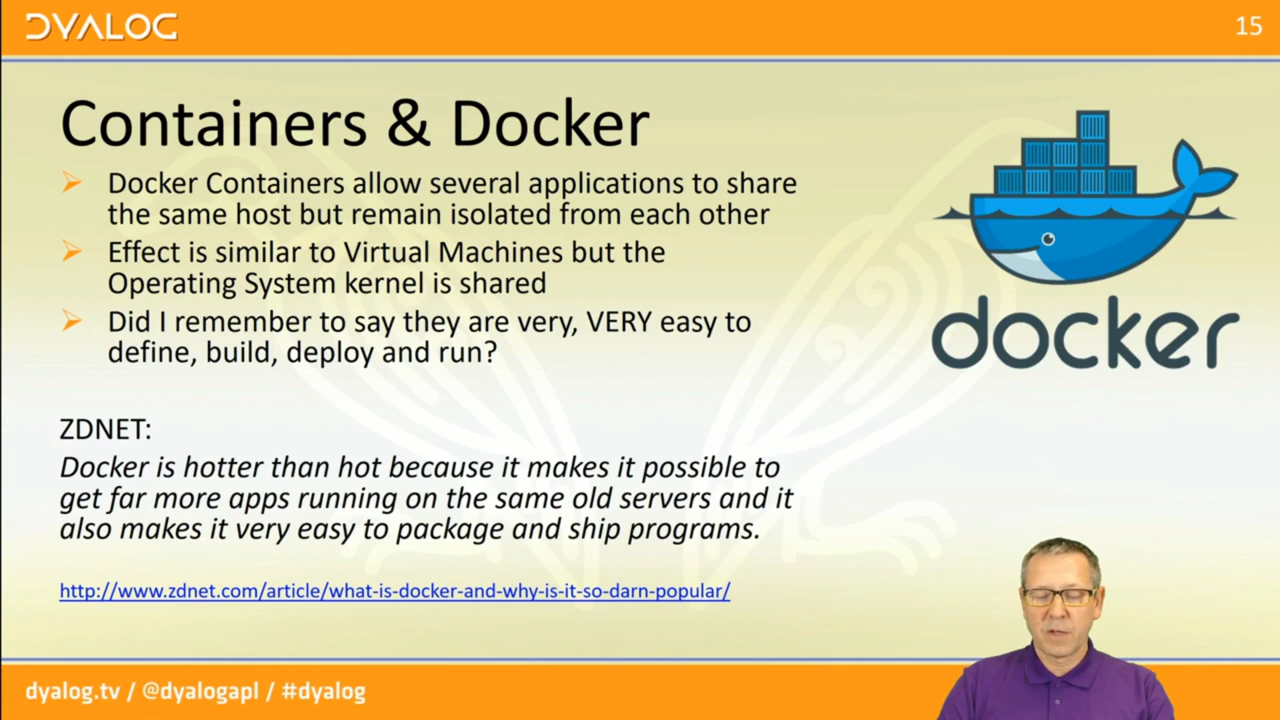 DYALOG
15
Containers & Docker
Docker Containers allow several applications to share
the same host but remain isolated from each other
Effect is similar to Virtual Machines but the
Operating System kernel is shared
Did I remember to say they are very, VERY easy to
define, build, deploy and run?
docker
ZDNET:
Docker is hotter than hot because it makes it possible to
get far more apps running on the same old servers and it
also makes it very easy to package and ship programs.
http://www.zdnet.com/article/what-is-docker-and-why-is-it-so-darn-popular/
dyalog.tv / @dyalogapl / #dyalog